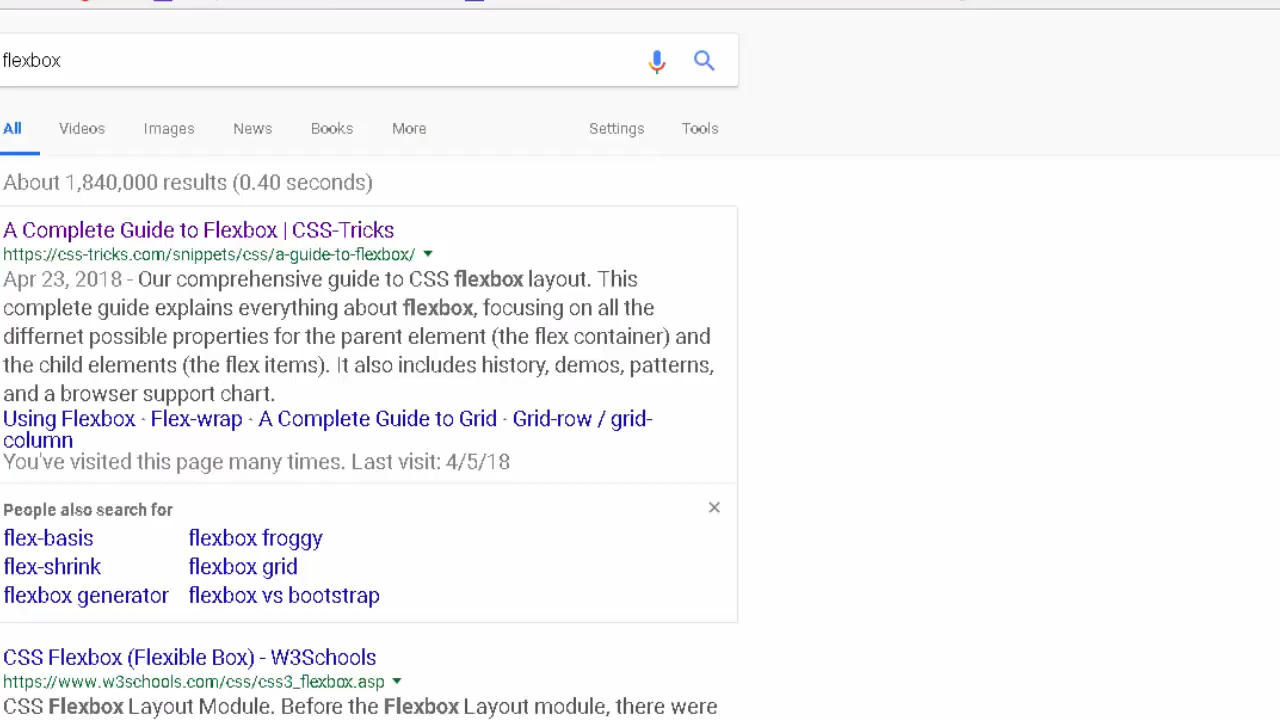 flexbox
All Videos Images News Books More Settings Tools
About 1,840,000 results (0.40 seconds)
A Complete Guide to Flexbox | CSS-Tricks
https://css-tricks.com/snippets/css/a-guide-to-flexbox/
Apr 23, 2018 - Our comprehensive guide to CSS flexbox layout. This
complete guide explains everything about flexbox, focusing on all the
differnet possible properties for the parent element (the flex container) and
the child elements (the flex items). It also includes history, demos, patterns,
and a browser support chart.
Using Flexbox · Flex-wrap · A Complete Guide to Grid · Grid-row / grid-
column
You've visited this page many times. Last visit: 4/5/18
People also search for
flex-basis flexbox froggy
flex-shrink flexbox grid
flexbox generator flexbox vs bootstrap
CSS Flexbox (Flexible Box) - W3Schools
https://www.w3schools.com/css/css3_flexbox.asp
CSS Flexbox Layout Module. Before the Flexbox Layout module, there were